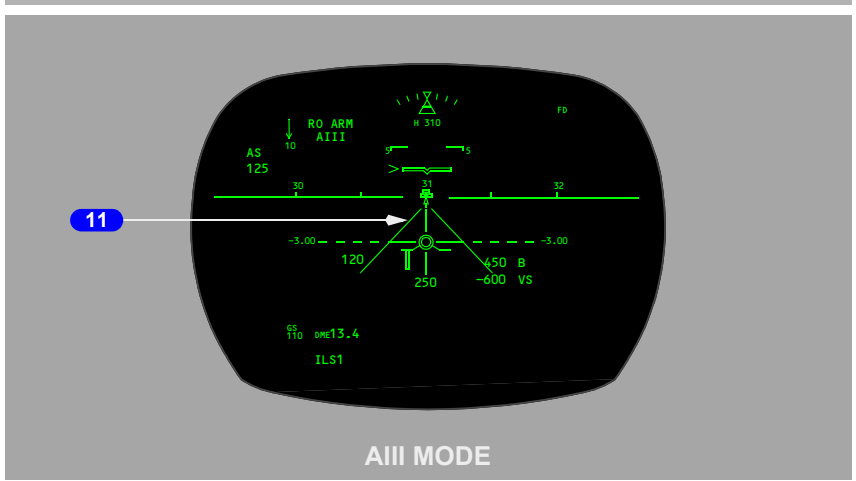 FD
H 310
RO ARM
AIII
10
5 5
AS
125
30 31 32
11
-3.00 -3.00
120 450 B
250 -600 VS
GS
110 DME13.4
ILS1
AIII MODE